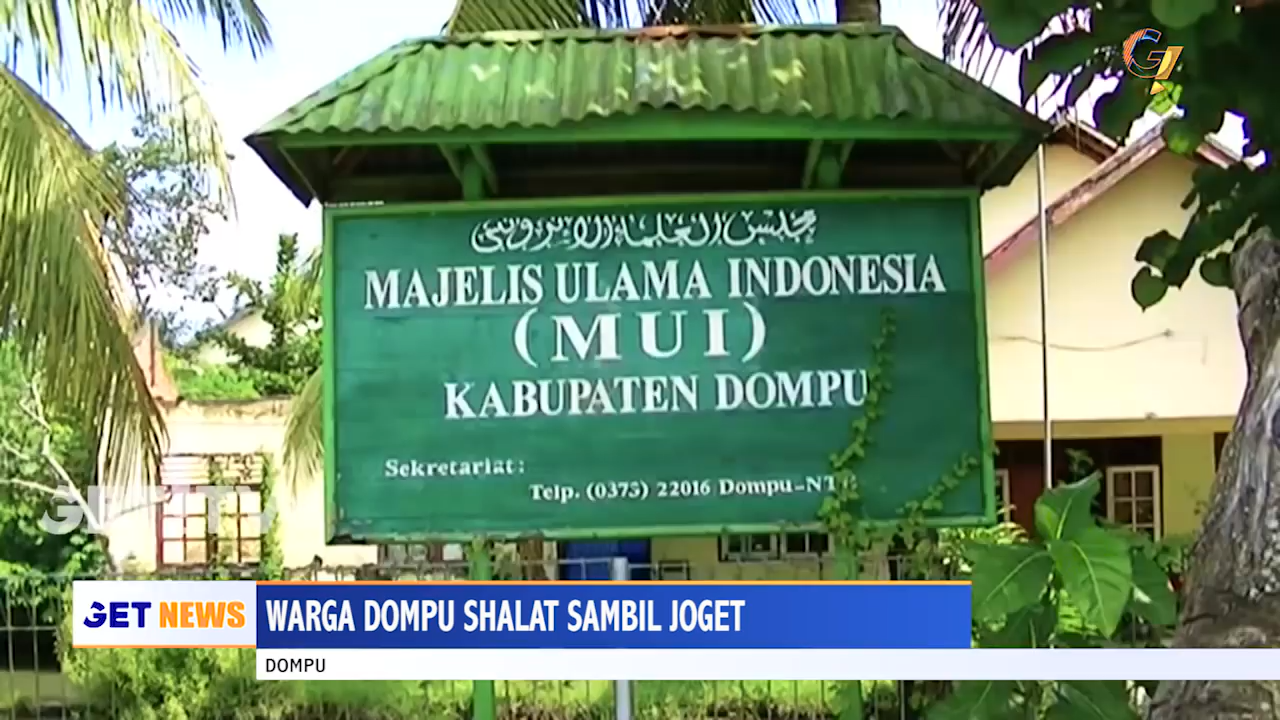 مجلس العلماء الإندونيسي
MAJELIS ULAMA INDONESIA
(MUI)
KABUPATEN DOMPU
Sekretariat:
Telp. (0373) 22016 Dompu-NT
GET NEWS
WARGA DOMPU SHALAT SAMBIL JOGET
DOMPU